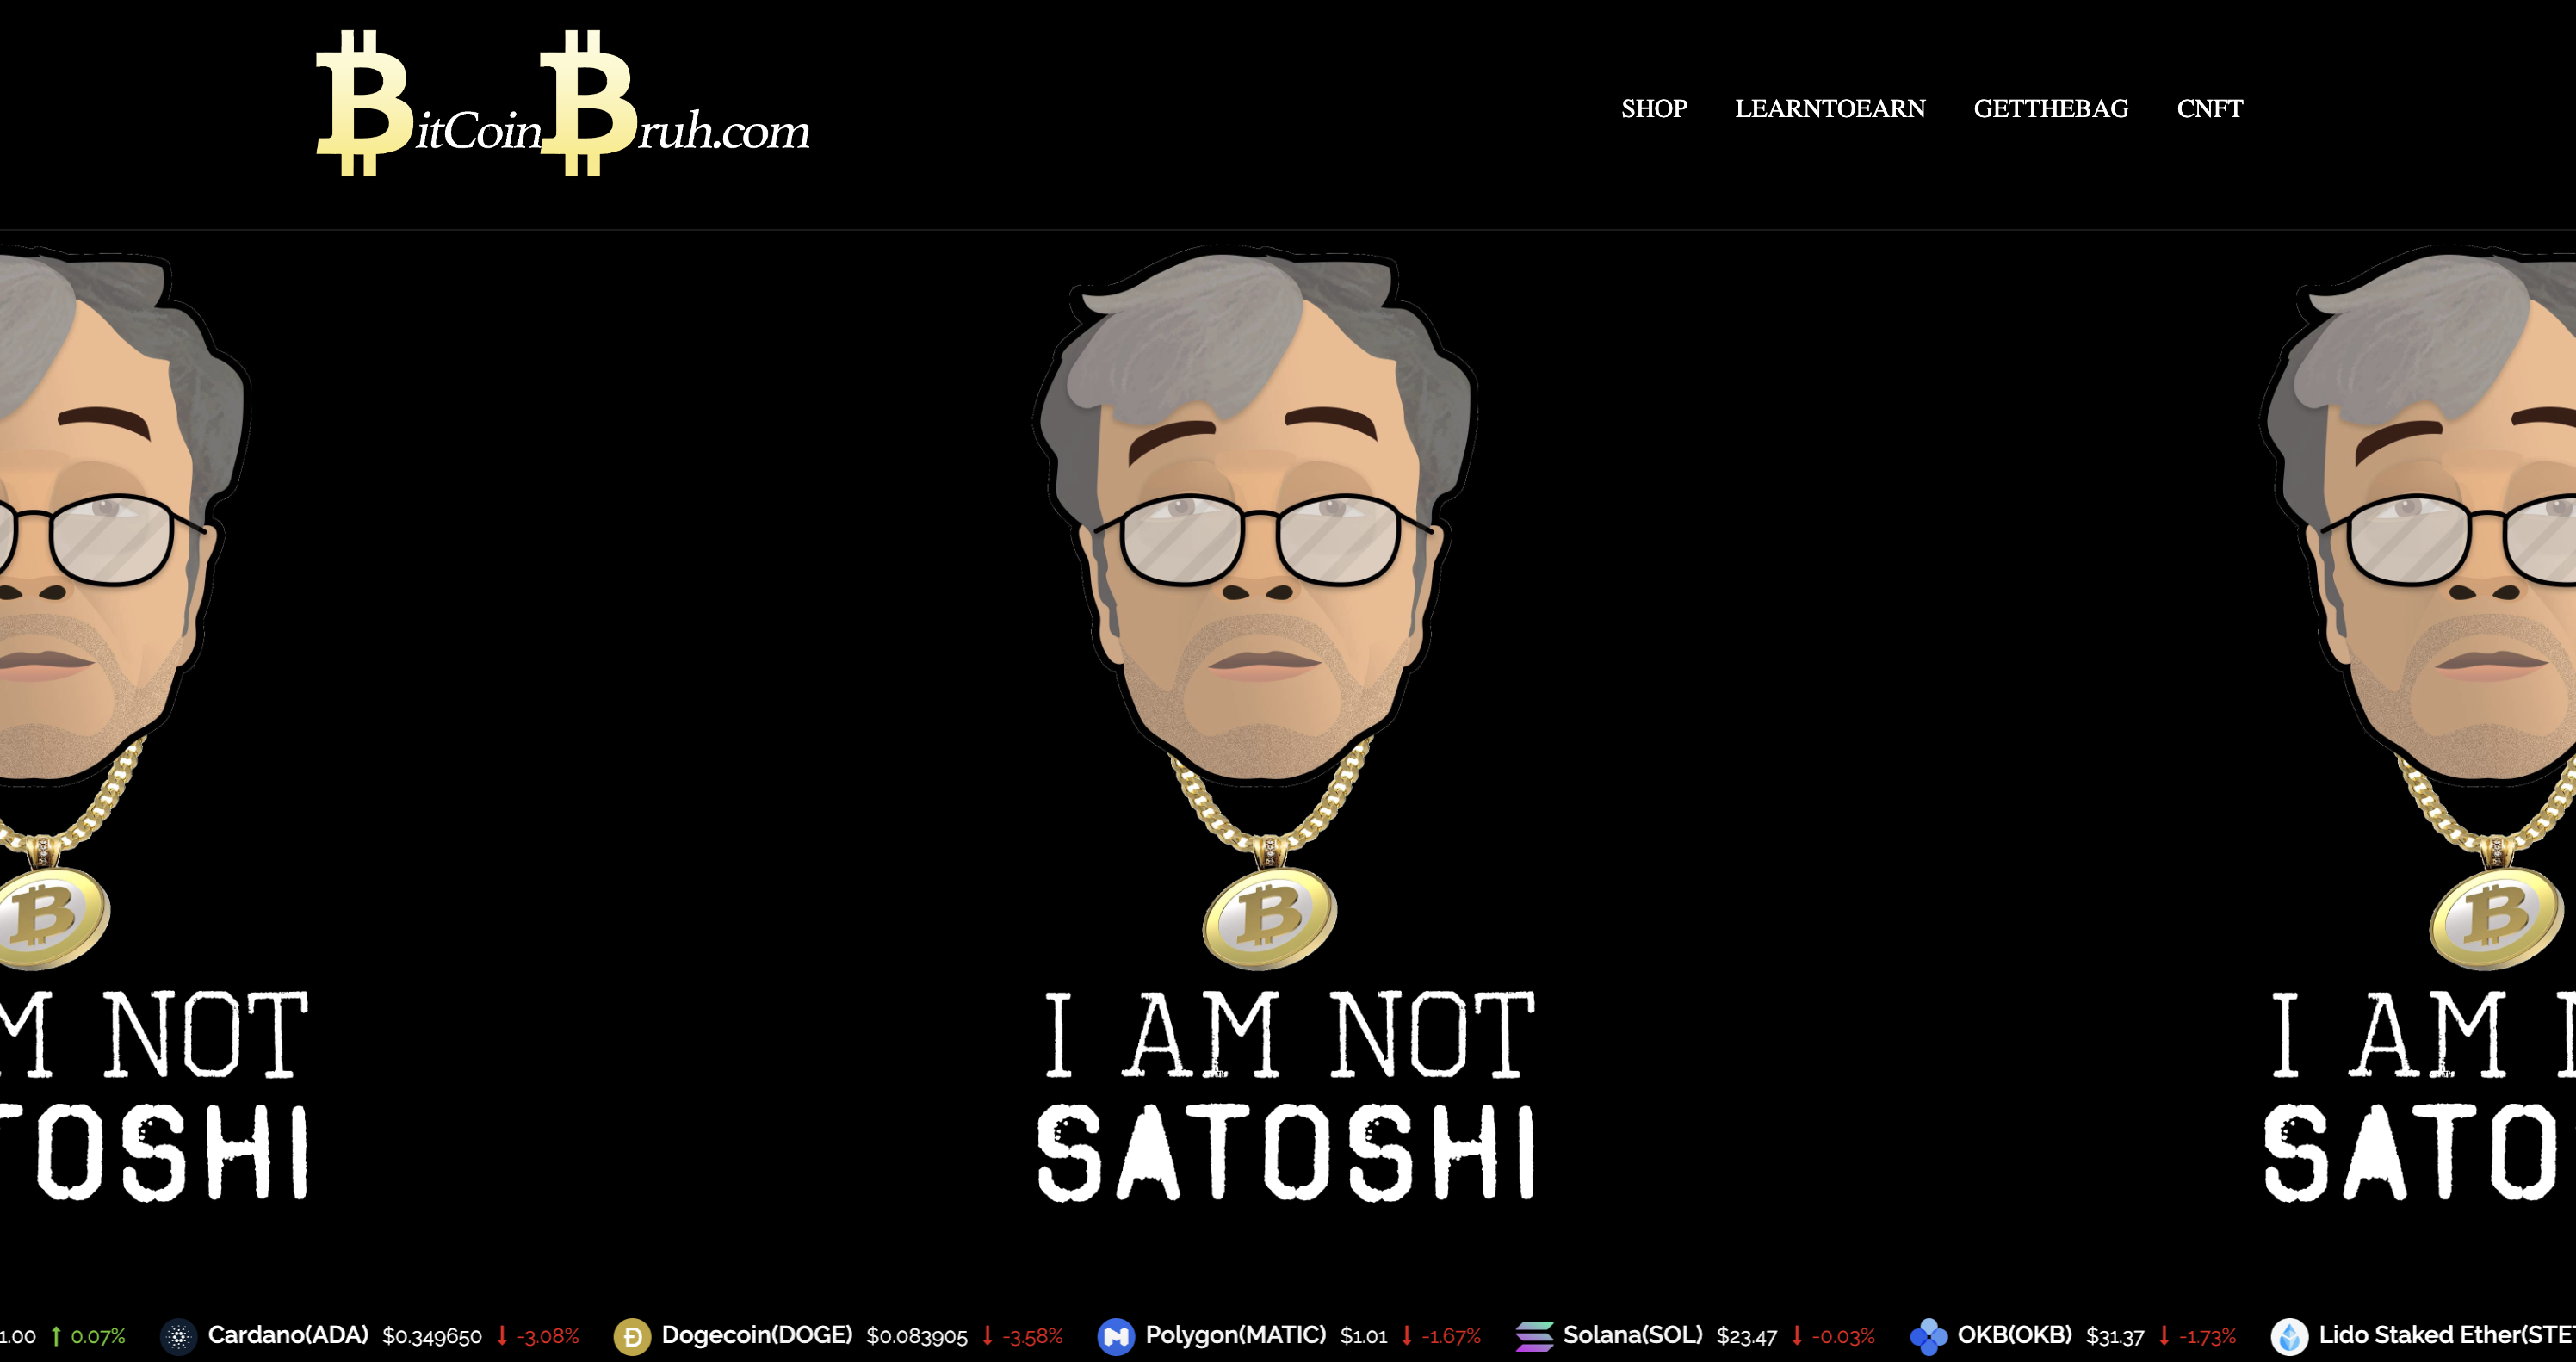 BitCoinBruh.com
SHOP LEARNTOEARN GETTHEBAG CNFT
M NOT I AM NOT I AM
TOSHI SATOSHI SATO
1.00 ↑ 0.07% Cardano(ADA) $0.349650 ↓ -3.08% Dogecoin(DOGE) $0.083905 ↓ -3.58% Polygon(MATIC) $1.01 ↓ -1.67% Solana(SOL) $23.47 ↓ -0.03% OKB(OKB) $31.37 ↓ -1.73% Lido Staked Ether(STE